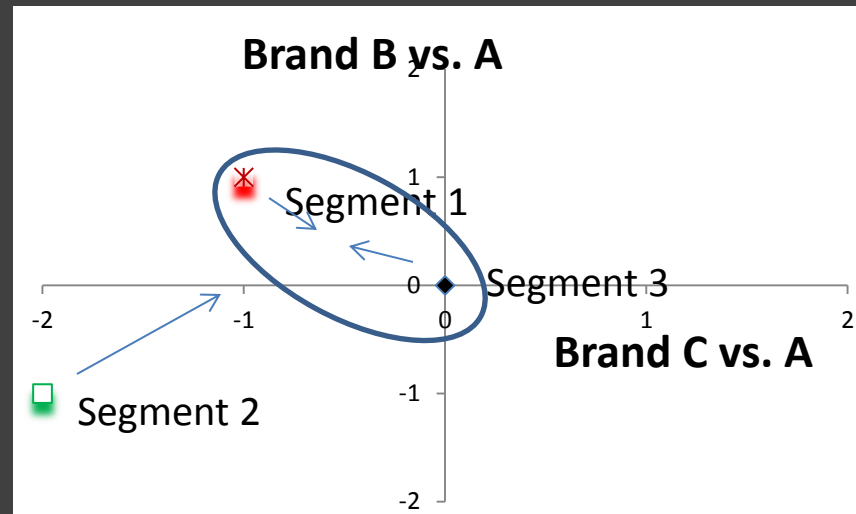 Brand B vs. A
2
1
Segment 1
0
Segment 3
-2
-1
0
1
2
Brand C vs. A
-1
Segment 2
-2